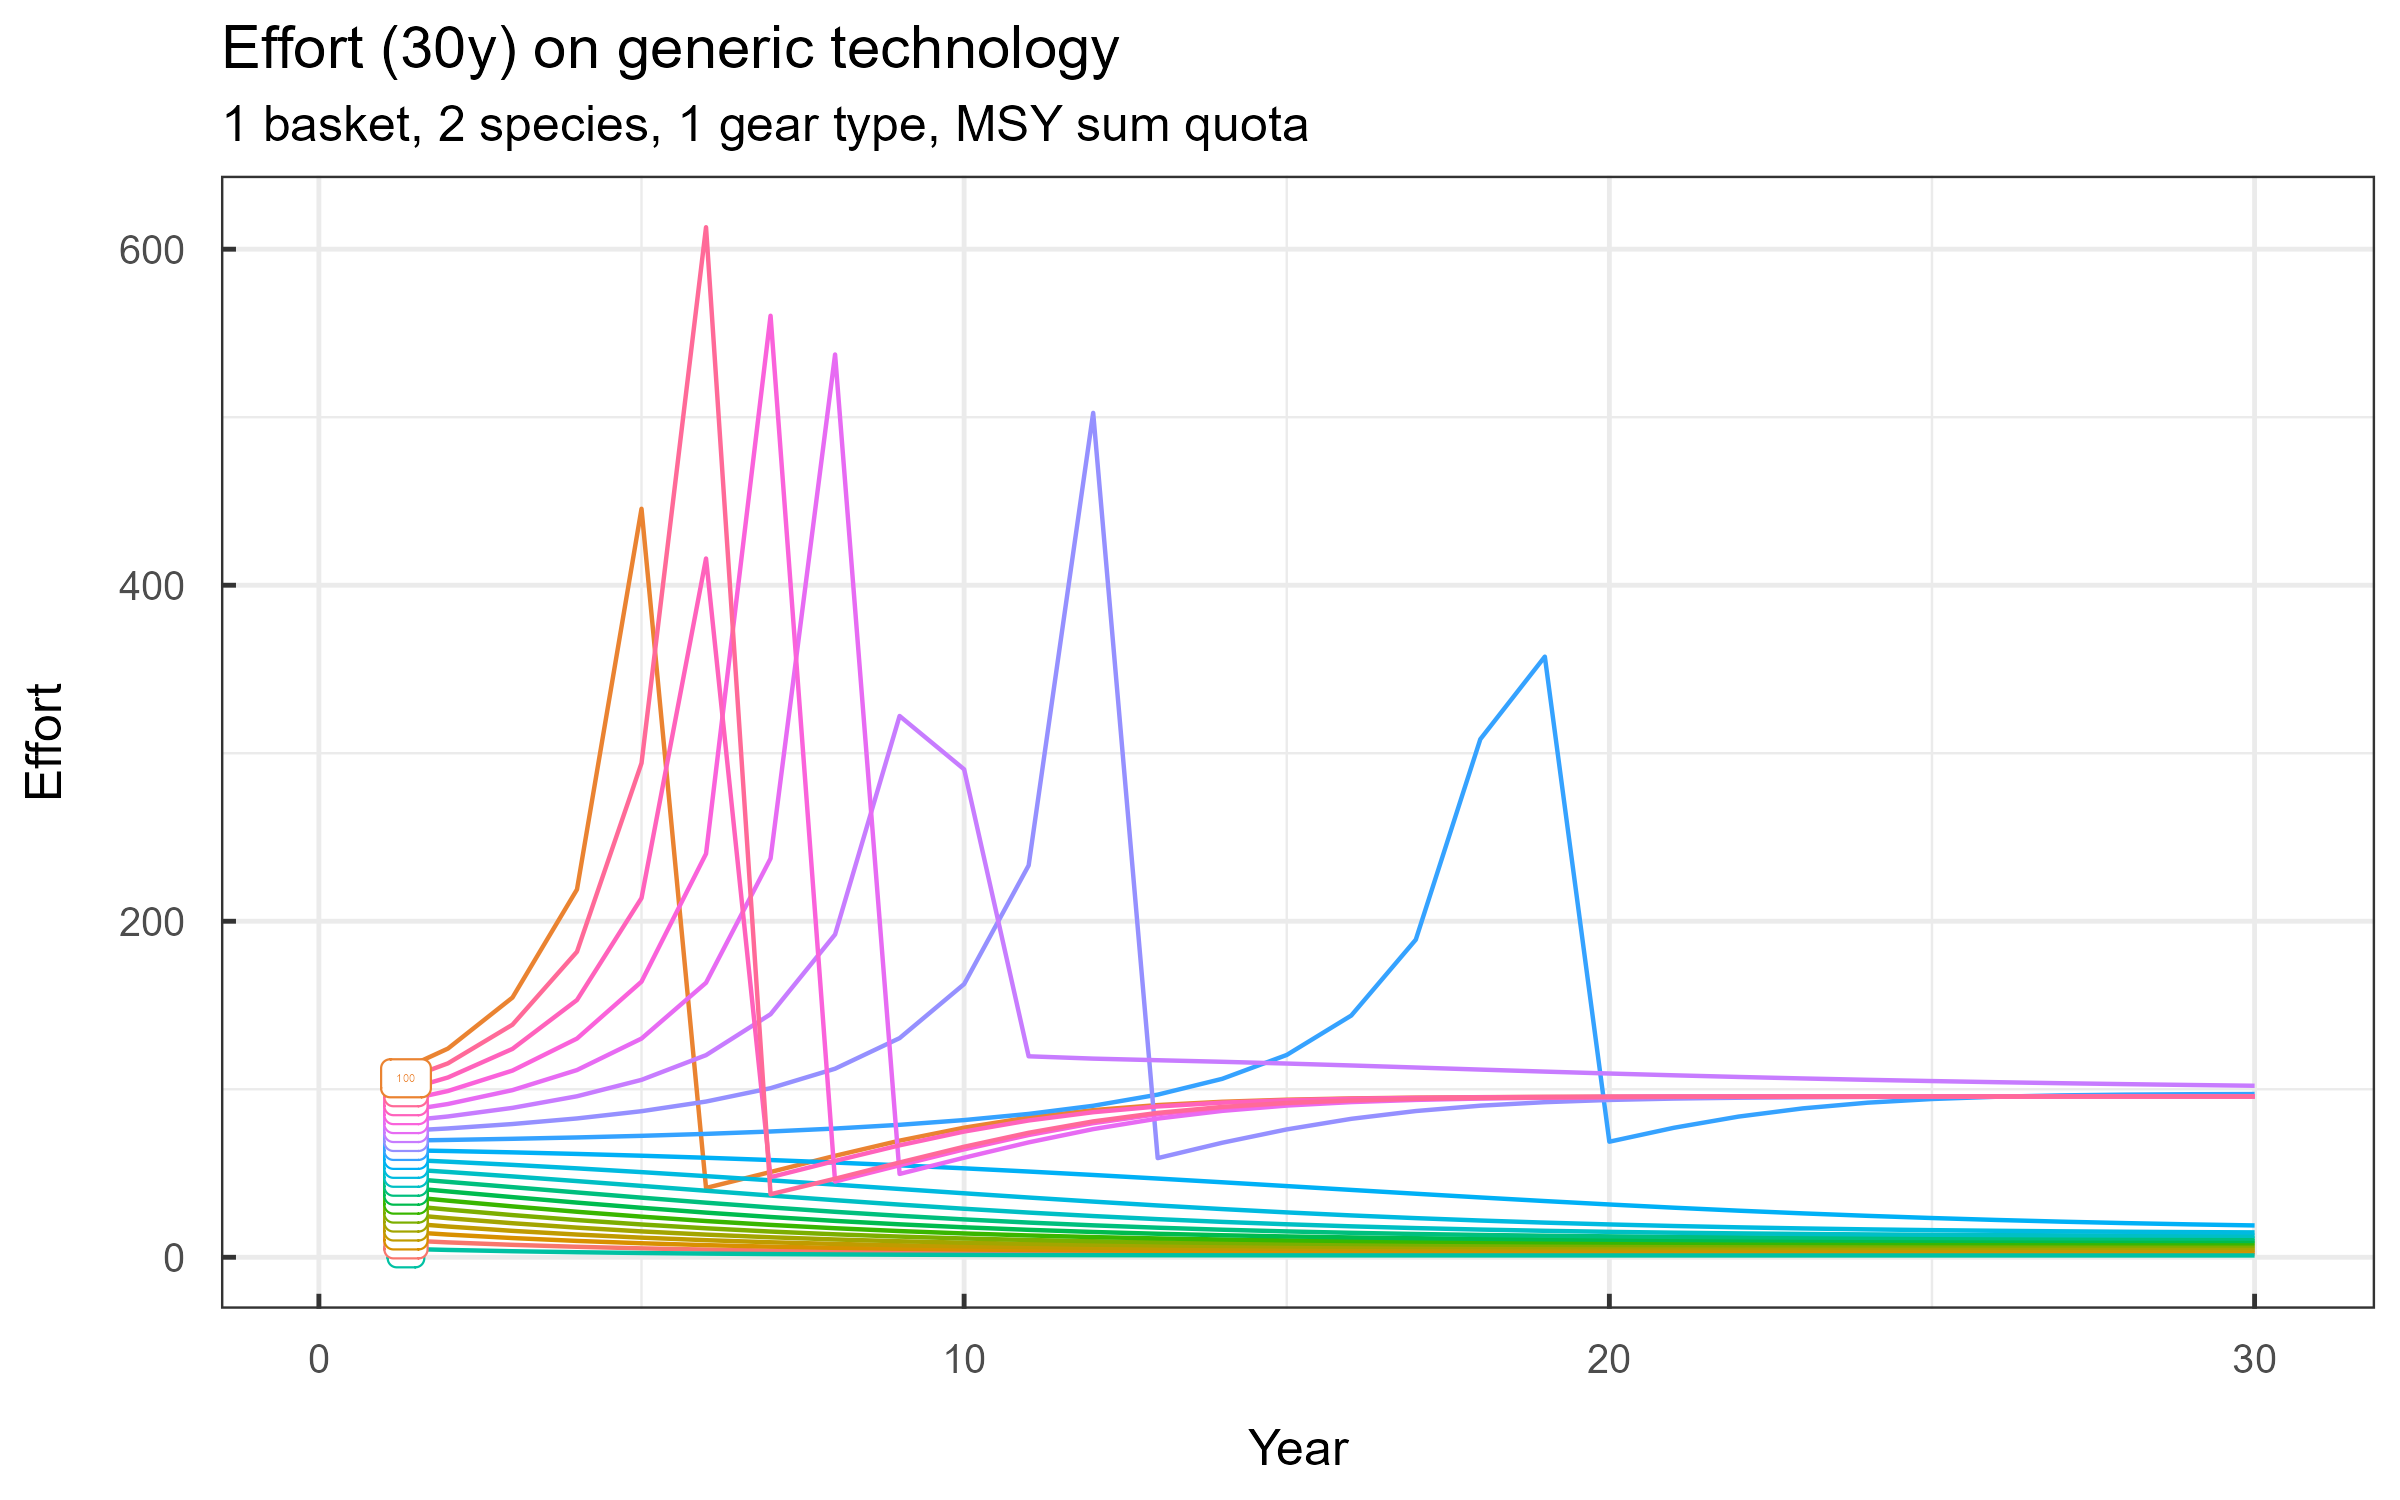 Effort (30y) on generic technology
1 basket, 2 species, 1 gear type, MSY sum quota
600
400
200
0
Effort
100
0 10 20 30
Year